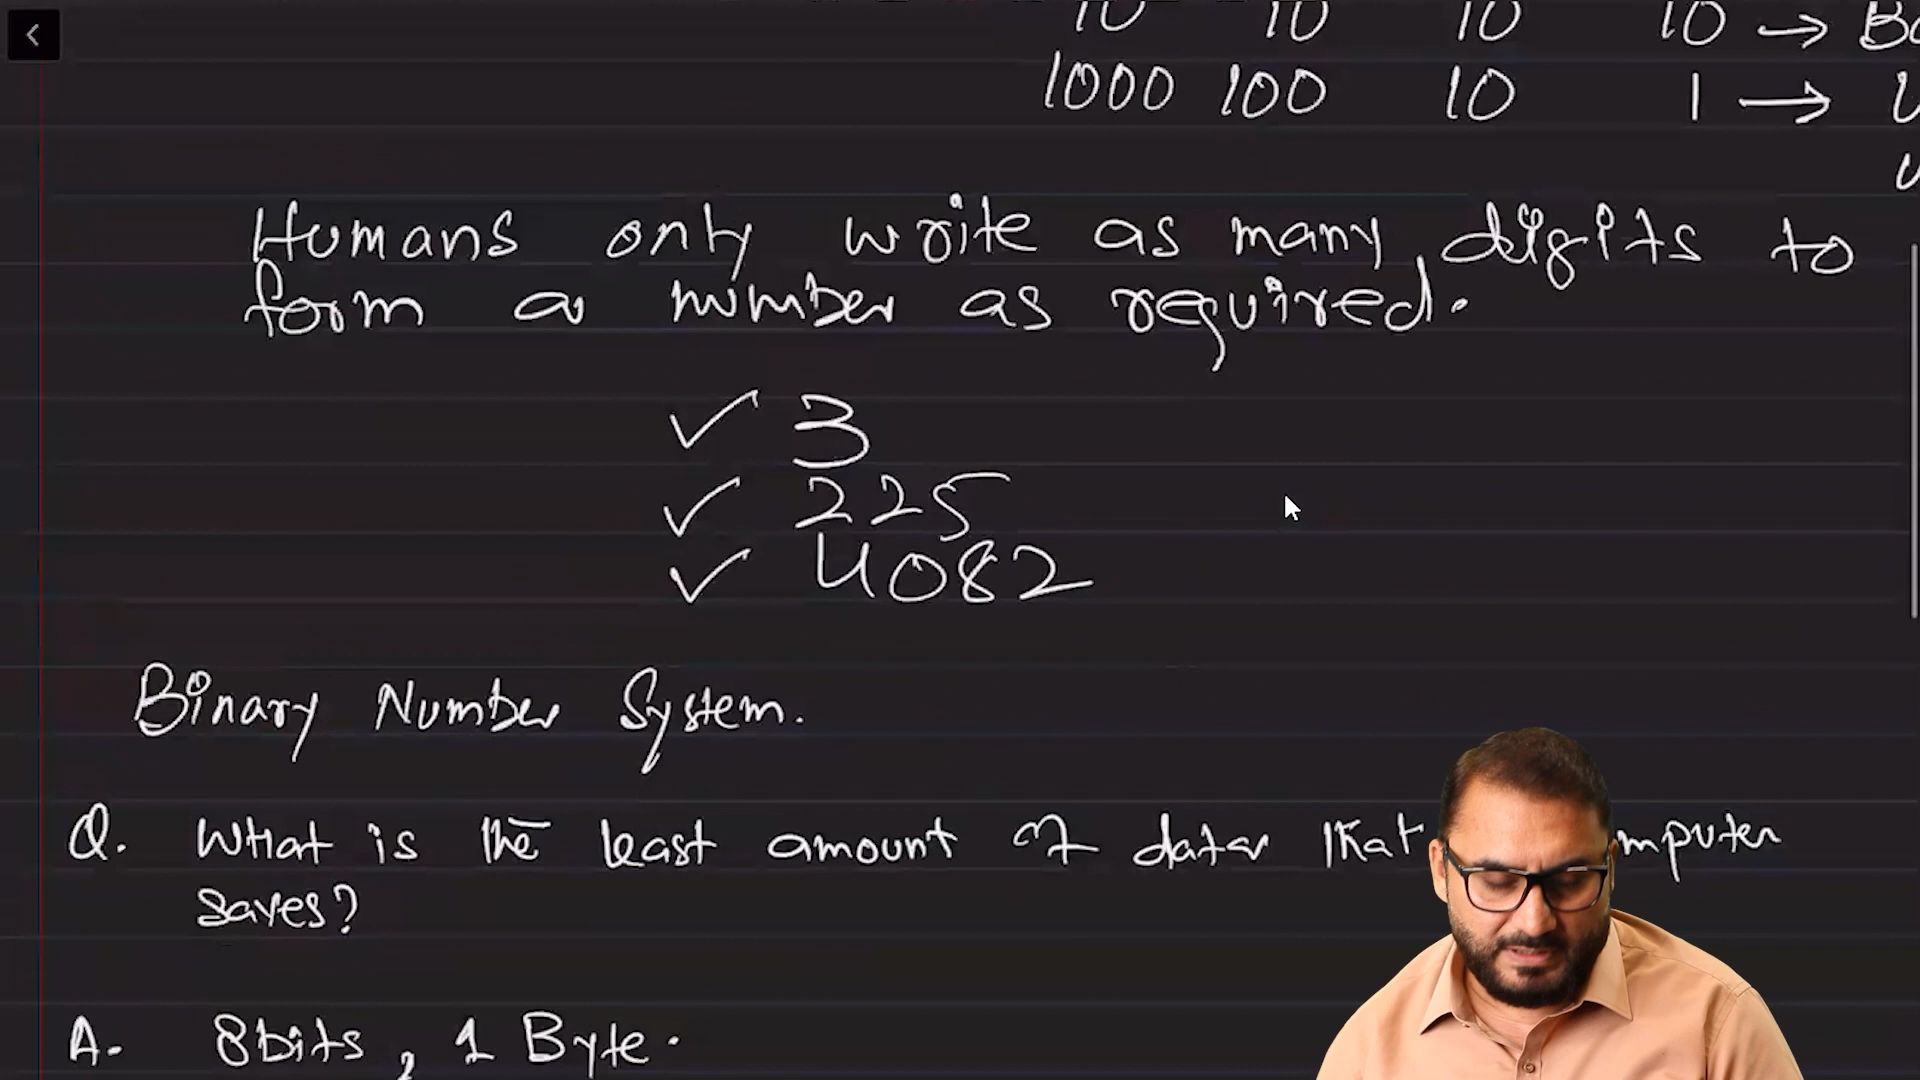 10 10 10 10 →
1000 100 10 1 →
Humans only write as many digits to
form a number as required.
✓ 3
✓ 225
✓ 4082
Binary Number System.
Q. What is the least amount of data that mputer
saves?
A. 8bits, 1 Byte.